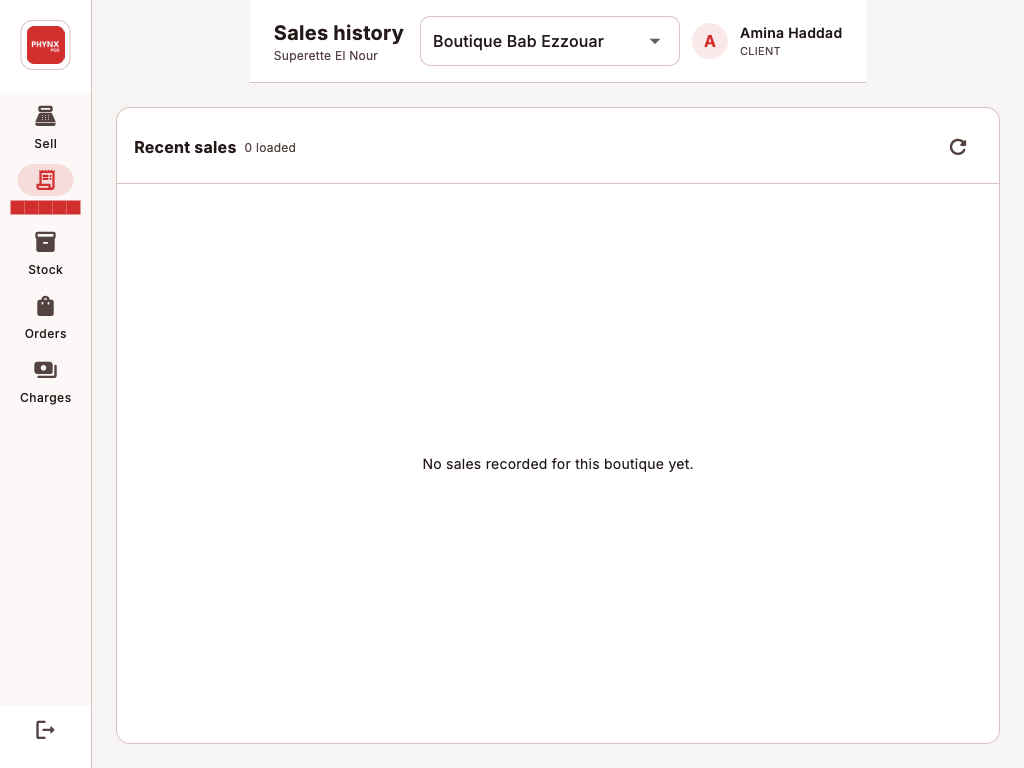 PHYNX
POS
Sales history
Superette El Nour
Boutique Bab Ezzouar
A
Amina Haddad
CLIENT
Sell
Stock
Orders
Charges
Recent sales 0 loaded
No sales recorded for this boutique yet.